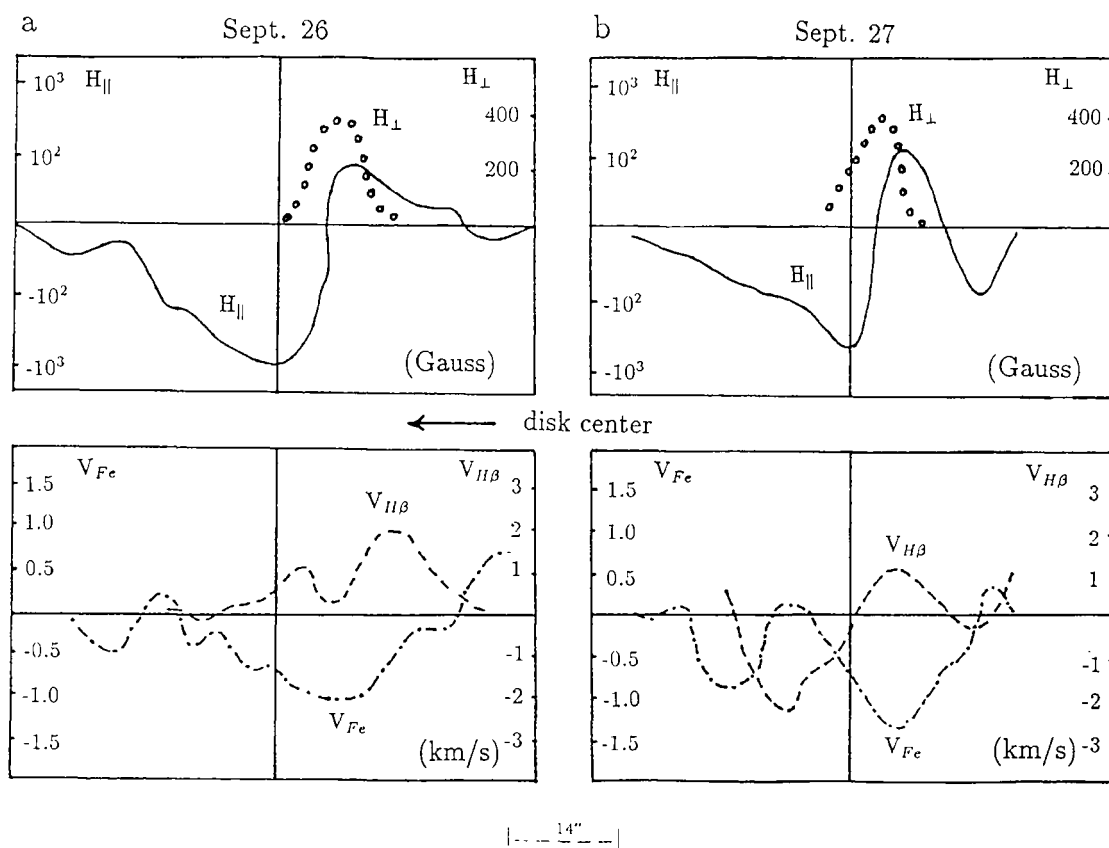 a
Sept. 26
b
Sept. 27
10³ H∥ H⊥
400
H⊥
10²
200
-10²
H∥
-10³
(Gauss)
10³ H∥ H⊥
400
H⊥
10²
200
H∥
-10²
-10³
(Gauss)
← disk center
V_Fe V_Hβ
1.5 3
V_Hβ
1.0 2
0.5 1
-0.5 -1
-1.0 -2
V_Fe
-1.5 (km/s) -3
V_Fe V_Hβ
1.5 3
1.0 2
V_Hβ
0.5 1
-0.5 -1
-1.0 -2
V_Fe
-1.5 (km/s) -3
14″